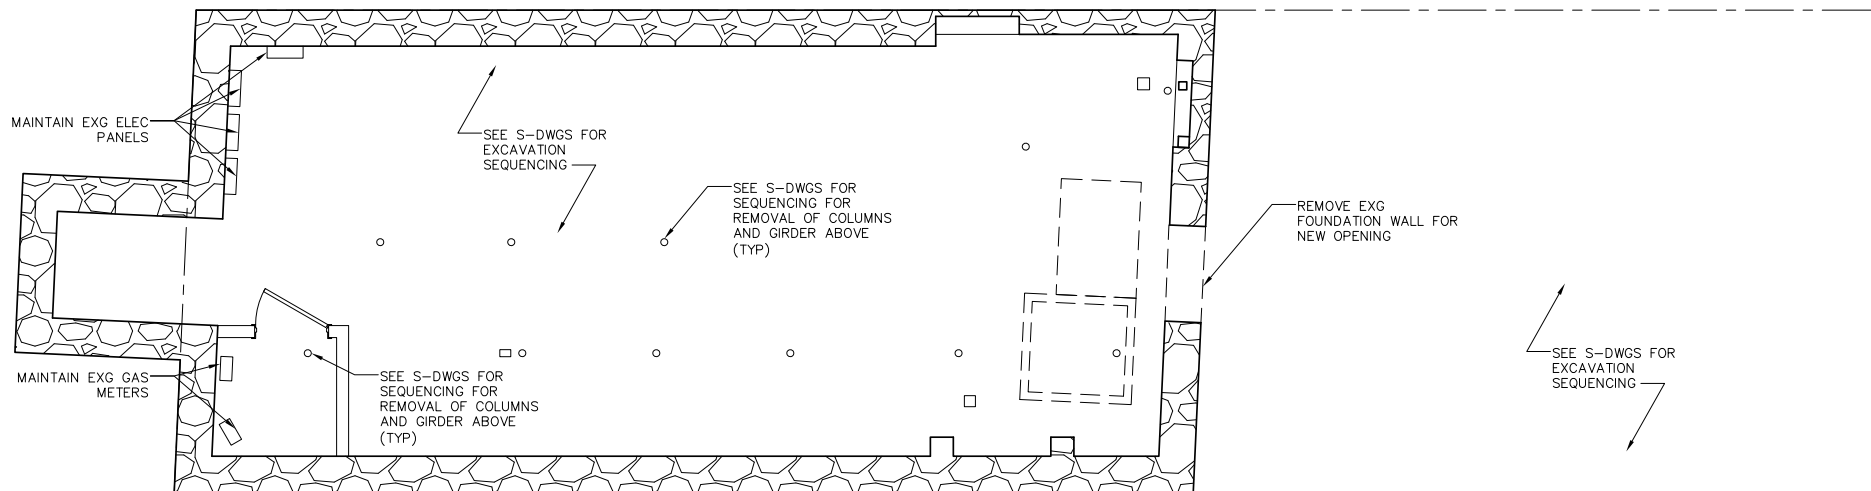 MAINTAIN EXG ELEC
PANELS
SEE S-DWGS FOR
EXCAVATION
SEQUENCING
SEE S-DWGS FOR
SEQUENCING FOR
REMOVAL OF COLUMNS
AND GIRDER ABOVE
(TYP)
REMOVE EXG
FOUNDATION WALL FOR
NEW OPENING
MAINTAIN EXG GAS
METERS
SEE S-DWGS FOR
SEQUENCING FOR
REMOVAL OF COLUMNS
AND GIRDER ABOVE
(TYP)
SEE S-DWGS FOR
EXCAVATION
SEQUENCING